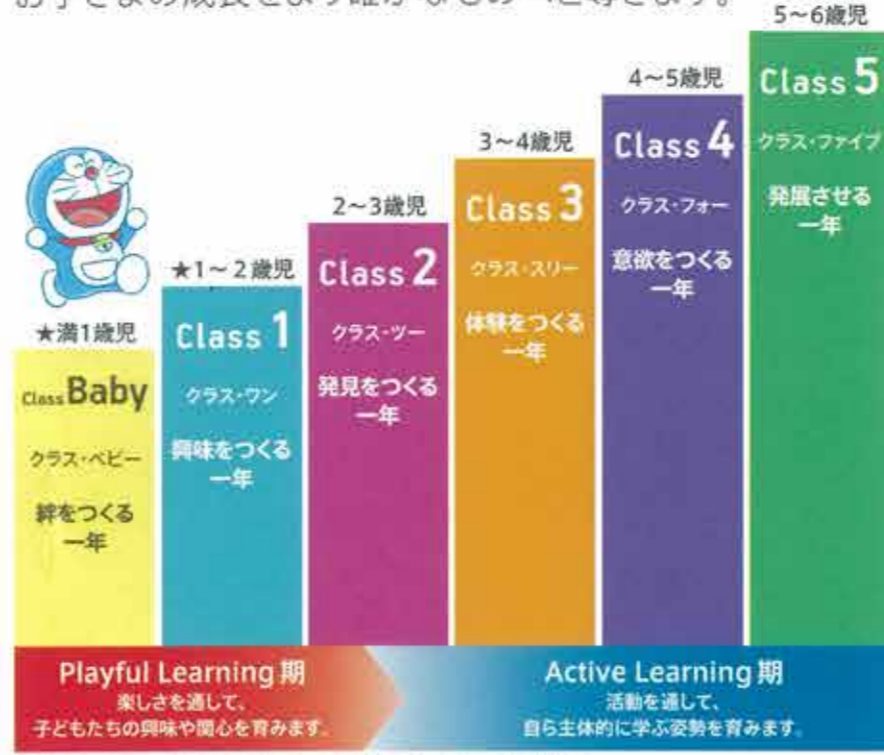 5～6歳児
Class 5
クラス・ファイブ
発展させる
一年
4～5歳児
Class 4
クラス・フォー
意欲をつくる
一年
3～4歳児
Class 3
クラス・スリー
体験をつくる
一年
2～3歳児
Class 2
クラス・ツー
発見をつくる
一年
★1～2歳児
Class 1
クラス・ワン
興味をつくる
一年
★満1歳児
Class Baby
クラス・ベビー
絆をつくる
一年
Playful Learning 期
楽しさを通して、
子どもたちの興味や関心を育みます。
Active Learning 期
活動を通して、
自ら主体的に学ぶ姿勢を育みます。